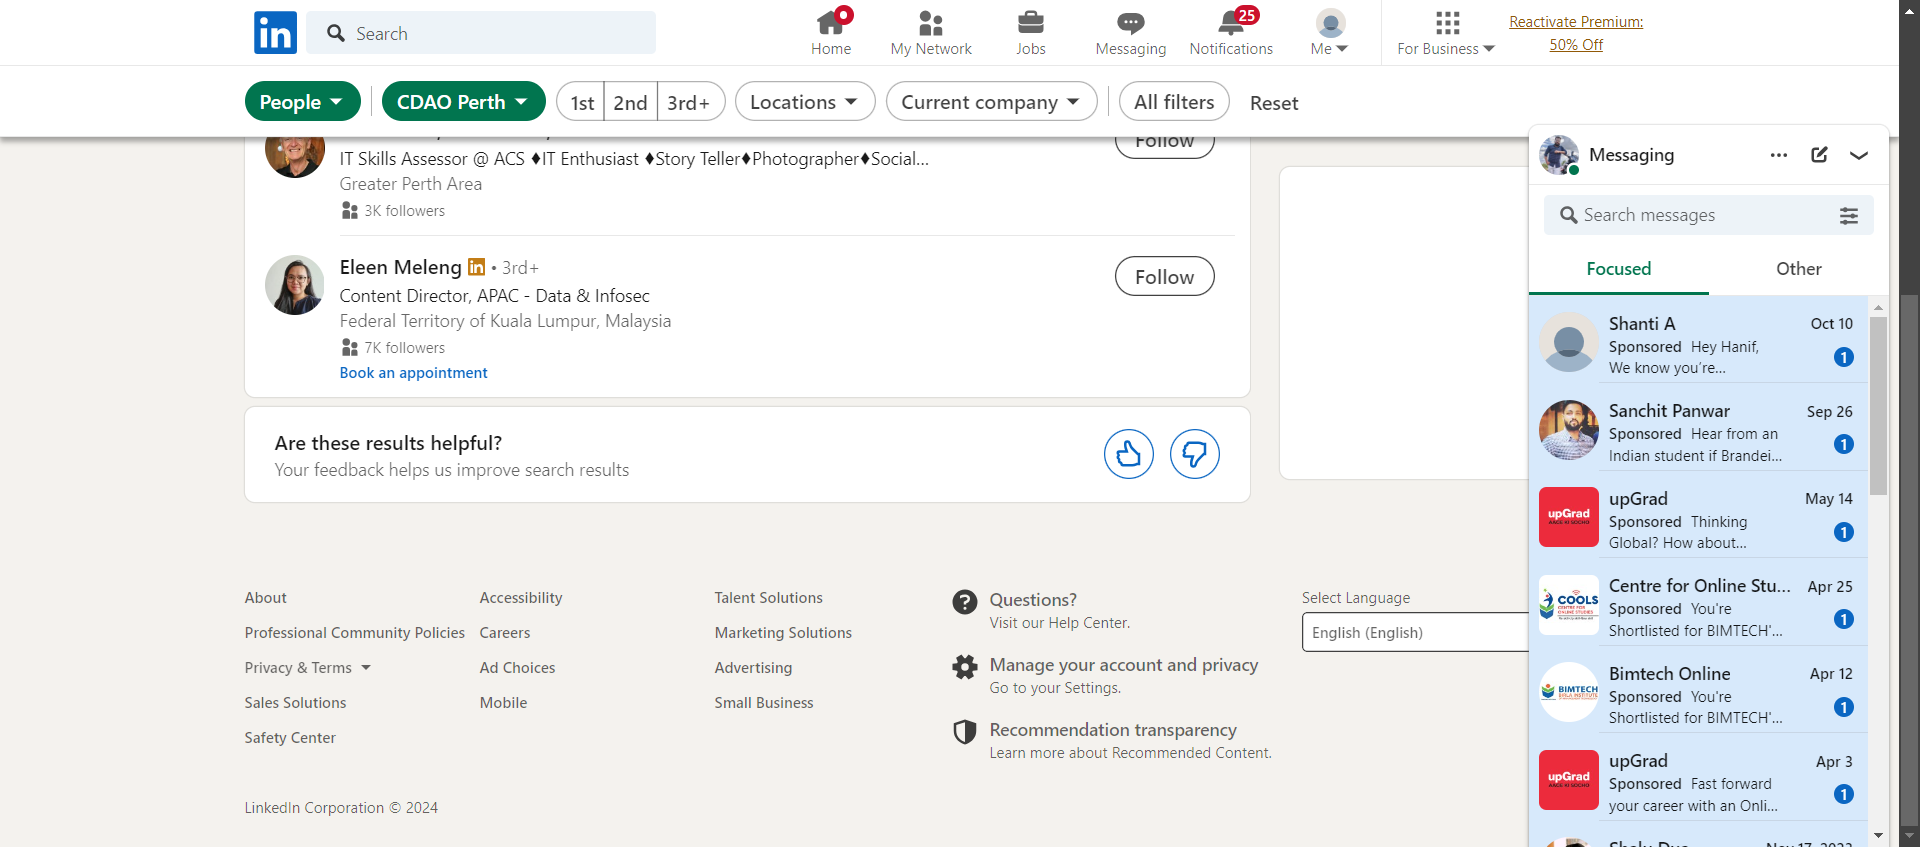 in
Search
Home
My Network
Jobs
Messaging
25
Notifications
Me
For Business
Reactivate Premium:
50% Off
People
CDAO Perth
1st
2nd
3rd+
Locations
Current company
All filters
Reset
IT Skills Assessor @ ACS ♦IT Enthusiast ♦Story Teller♦Photographer♦Social...
Greater Perth Area
3K followers
Follow
Eleen Meleng in • 3rd+
Content Director, APAC - Data & Infosec
Federal Territory of Kuala Lumpur, Malaysia
7K followers
Book an appointment
Follow
Are these results helpful?
Your feedback helps us improve search results
About
Professional Community Policies
Privacy & Terms
Sales Solutions
Safety Center
Accessibility
Careers
Ad Choices
Mobile
Talent Solutions
Marketing Solutions
Advertising
Small Business
Questions?
Visit our Help Center.
Manage your account and privacy
Go to your Settings.
Recommendation transparency
Learn more about Recommended Content.
Select Language
English (English)
LinkedIn Corporation © 2024
Messaging
Search messages
Focused
Other
Shanti A
Oct 10
Sponsored Hey Hanif,
We know you're...
1
Sanchit Panwar
Sep 26
Sponsored Hear from an
Indian student if Brandei...
1
upGrad
upGrad
May 14
Sponsored Thinking
Global? How about...
1
COOLS
CENTRE FOR
ONLINE STUDIES
Centre for Online Stu...
Apr 25
Sponsored You're
Shortlisted for BIMTECH'...
1
BIMTECH
Bimtech Online
Apr 12
Sponsored You're
Shortlisted for BIMTECH'...
1
upGrad
upGrad
Apr 3
Sponsored Fast forward
your career with an Onli...
1